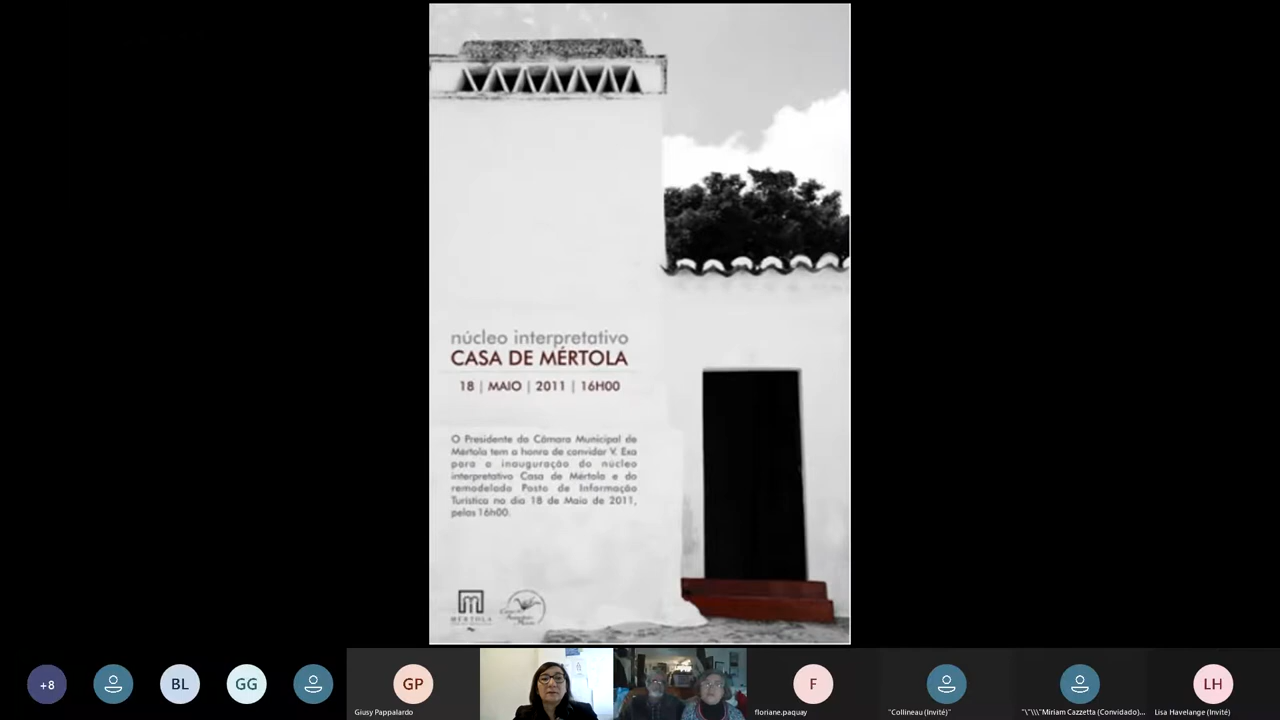 núcleo interpretativo
CASA DE MÉRTOLA
18 | MAIO | 2011 | 16H00
O Presidente da Câmara Municipal de
Mértola tem a honra de convidar V. Exa
para a inauguração do núcleo
interpretativo Casa de Mértola e do
remodelado Posto de Informação
Turística no dia 18 de Maio de 2011,
pelas 16h00.
MÉRTOLA
+8
BL
GG
GP
F
LH
Giusy Pappalardo
floriane.paquay
"Collineau (Invité)"
"\"\\\"Miriam Cazzetta (Convidado)...
Lisa Havelange (Invité)